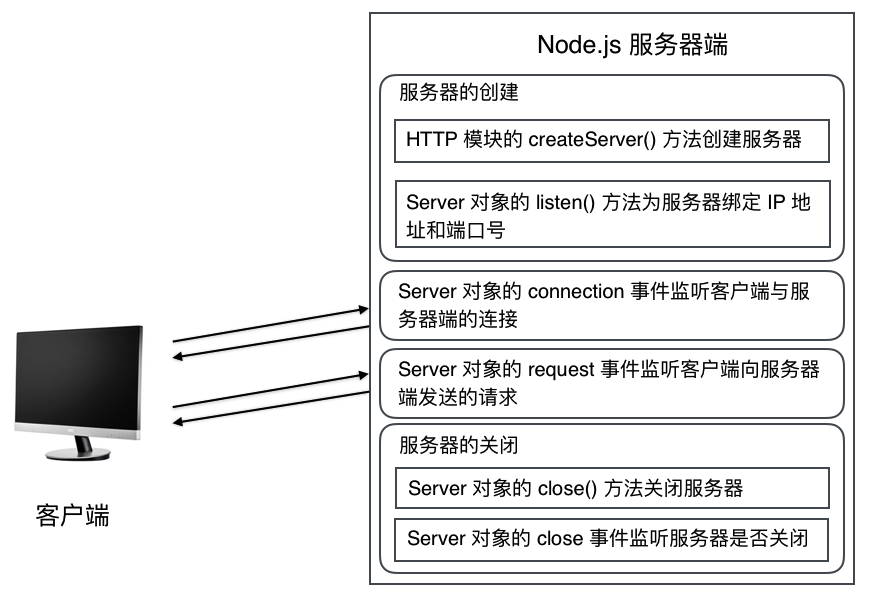 Node.js 服务器端
服务器的创建
HTTP 模块的 createServer() 方法创建服务器
Server 对象的 listen() 方法为服务器绑定 IP 地
址和端口号
Server 对象的 connection 事件监听客户端与服
务器端的连接
Server 对象的 request 事件监听客户端向服务器
端发送的请求
服务器的关闭
Server 对象的 close() 方法关闭服务器
Server 对象的 close 事件监听服务器是否关闭
客户端